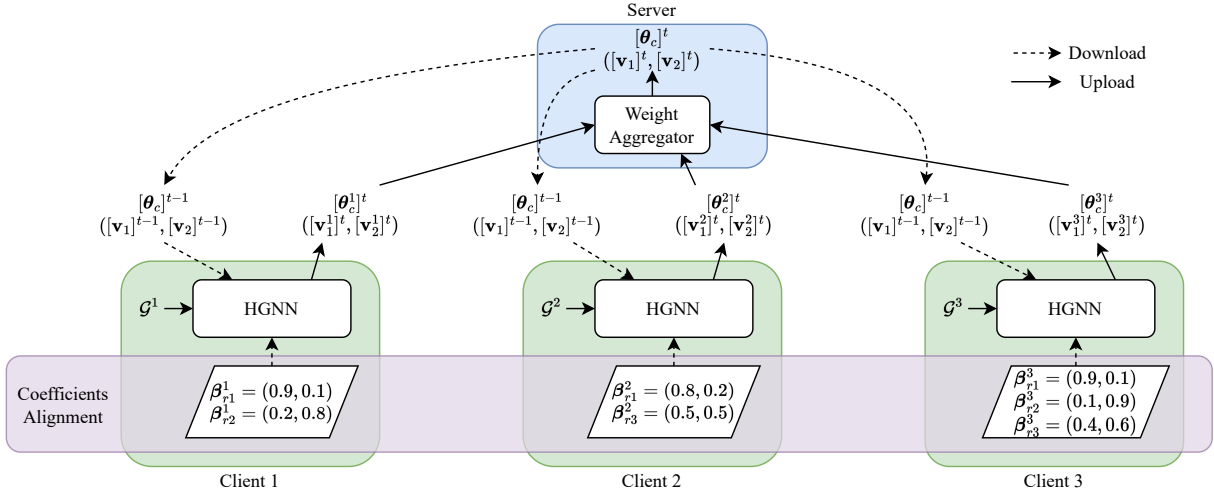 Server
[θ_c]^t
([v_1]^t, [v_2]^t)
Download
Upload
Weight
Aggregator
[θ_c]^{t−1}
([v_1]^{t−1}, [v_2]^{t−1})
[θ_c^1]^t
([v_1^1]^t, [v_2^1]^t)
[θ_c]^{t−1}
([v_1]^{t−1}, [v_2]^{t−1})
[θ_c^2]^t
([v_1^2]^t, [v_2^2]^t)
[θ_c]^{t−1}
([v_1]^{t−1}, [v_2]^{t−1})
[θ_c^3]^t
([v_1^3]^t, [v_2^3]^t)
𝒢^1
HGNN
𝒢^2
HGNN
𝒢^3
HGNN
Coefficients
Alignment
β_{r1}^1 = (0.9, 0.1)
β_{r2}^1 = (0.2, 0.8)
β_{r1}^2 = (0.8, 0.2)
β_{r3}^2 = (0.5, 0.5)
β_{r1}^3 = (0.9, 0.1)
β_{r2}^3 = (0.1, 0.9)
β_{r3}^3 = (0.4, 0.6)
Client 1
Client 2
Client 3